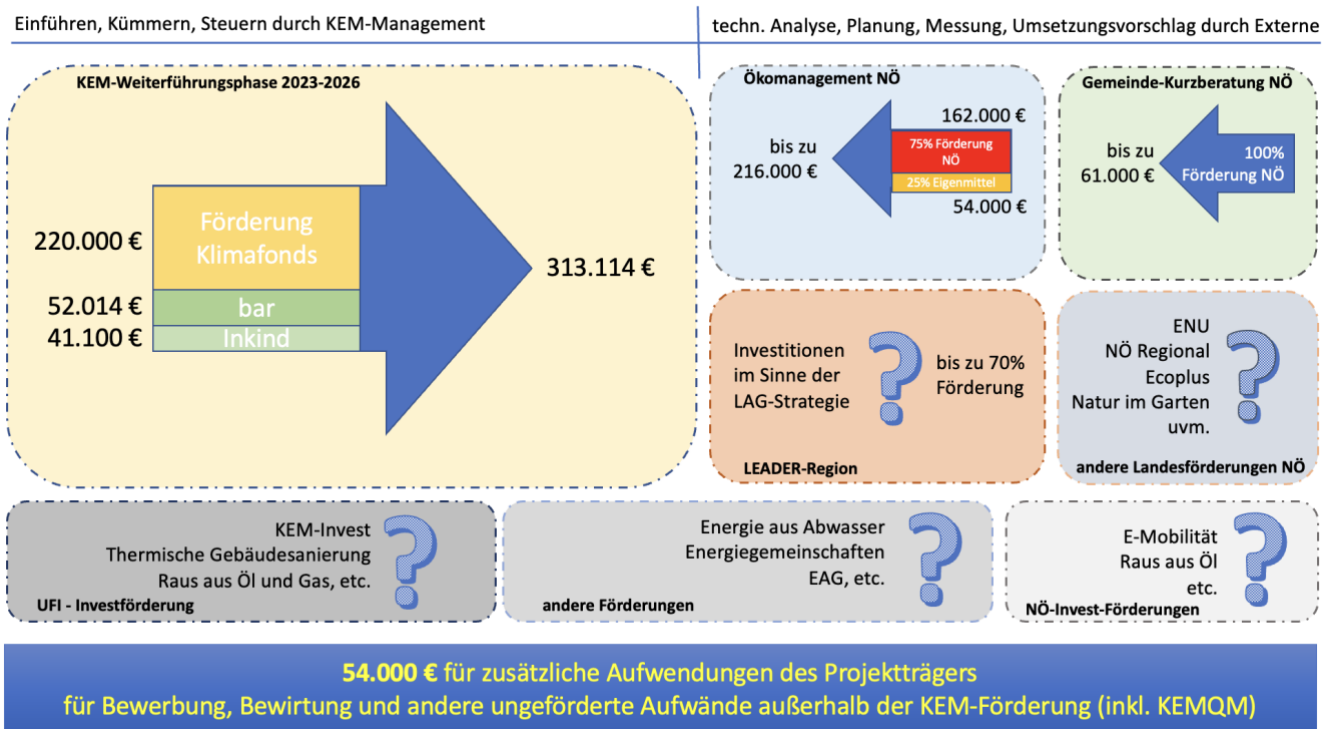 Einführen, Kümmern, Steuern durch KEM-Management
techn. Analyse, Planung, Messung, Umsetzungsvorschlag durch Externe
KEM-Weiterführungsphase 2023-2026
220.000 €
Förderung
Klimafonds
52.014 €
bar
41.100 €
Inkind
313.114 €
Ökomanagement NÖ
162.000 €
bis zu
216.000 €
75% Förderung
NÖ
25% Eigenmittel
54.000 €
Gemeinde-Kurzberatung NÖ
bis zu
61.000 €
100%
Förderung NÖ
Investitionen
im Sinne der
LAG-Strategie
?
bis zu 70%
Förderung
LEADER-Region
ENU
NÖ Regional
Ecoplus
Natur im Garten
uvm.
?
andere Landesförderungen NÖ
KEM-Invest
Thermische Gebäudesanierung
Raus aus Öl und Gas, etc.
?
UFI - Investförderung
Energie aus Abwasser
Energiegemeinschaften
EAG, etc.
?
andere Förderungen
E-Mobilität
Raus aus Öl
etc.
?
NÖ-Invest-Förderungen
54.000 € für zusätzliche Aufwendungen des Projektträgers
für Bewerbung, Bewirtung und andere ungeförderte Aufwände außerhalb der KEM-Förderung (inkl. KEMQM)